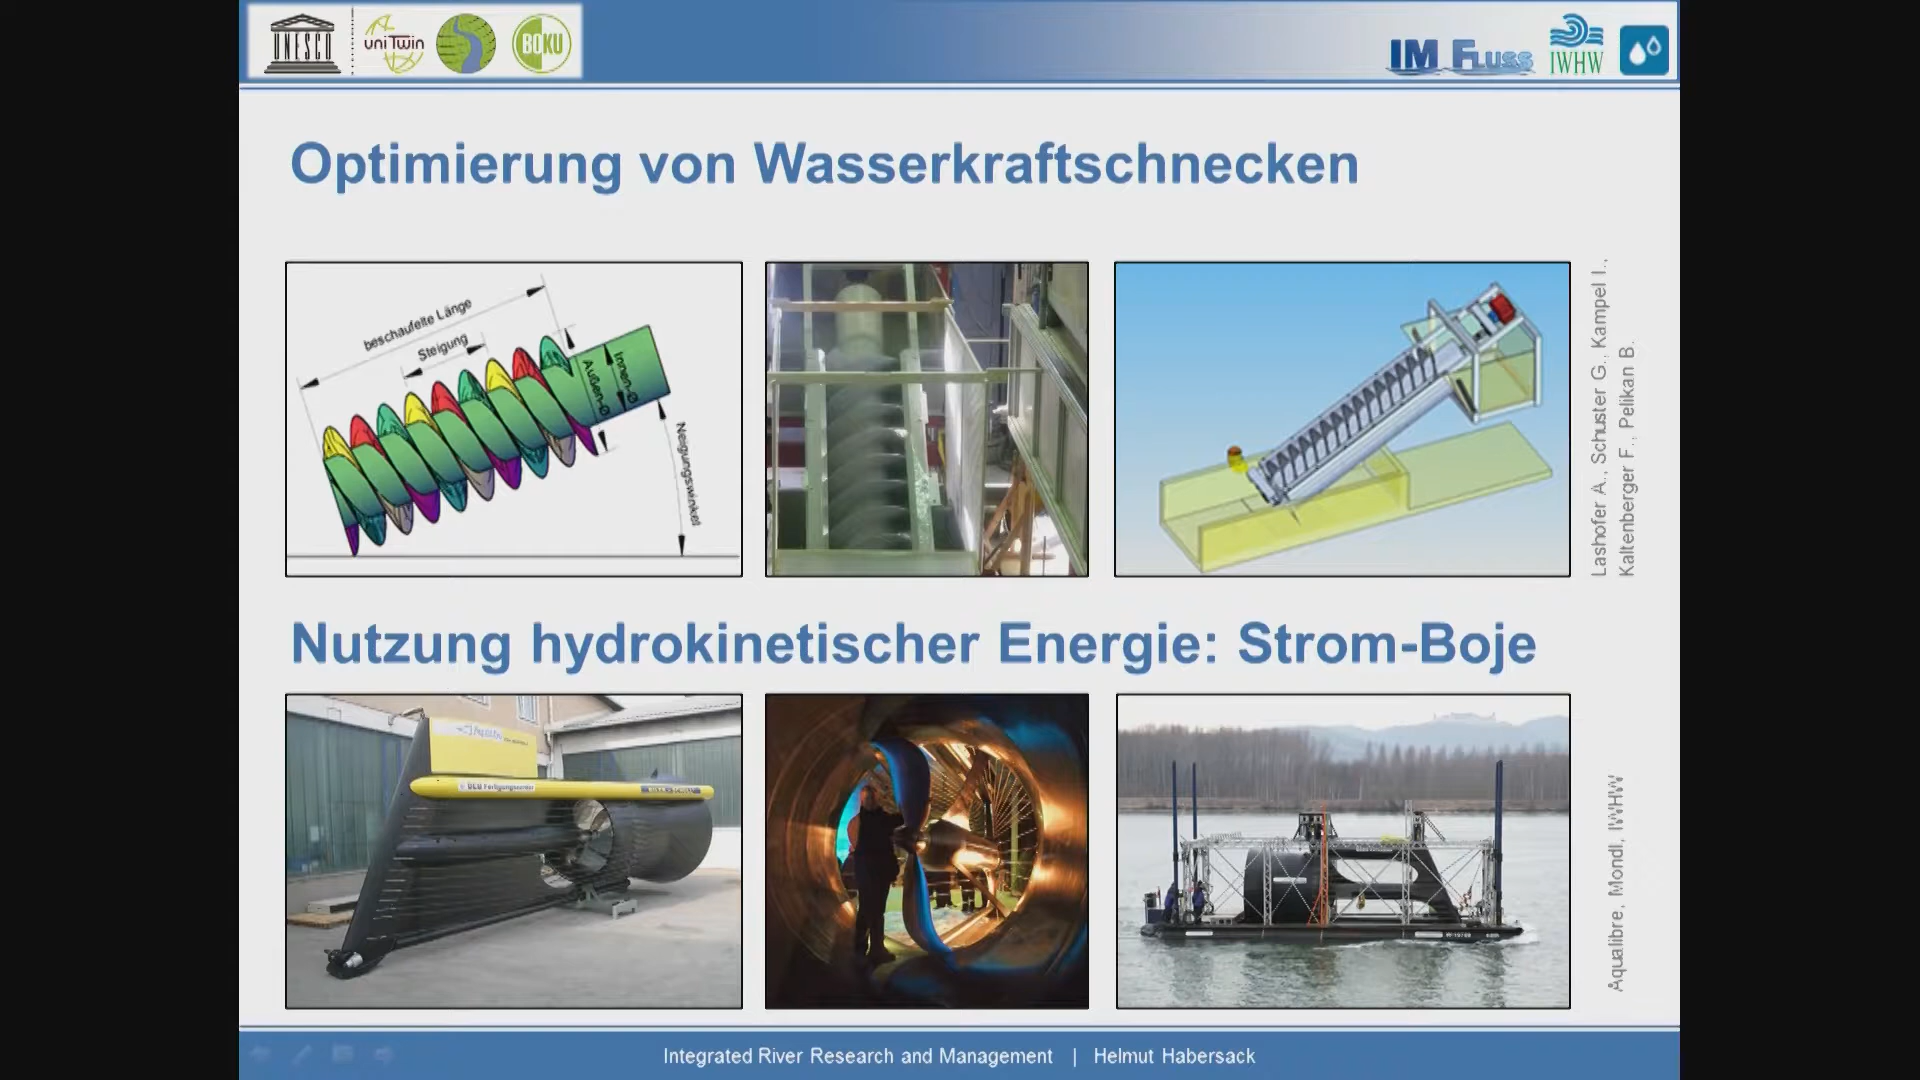 UNESCO
uniTwin
BOKU
IM FLUSS
IWHW
Optimierung von Wasserkraftschnecken
beschaufelte Länge
Steigung
Außen-Ø
Innen-Ø
Neigungswinkel
Lashofer A., Schuster G., Kampel I.,
Kaltenberger F., Pelikan B.
Nutzung hydrokinetischer Energie: Strom-Boje
Aqualibre, Mondl, IWHW
Integrated River Research and Management | Helmut Habersack